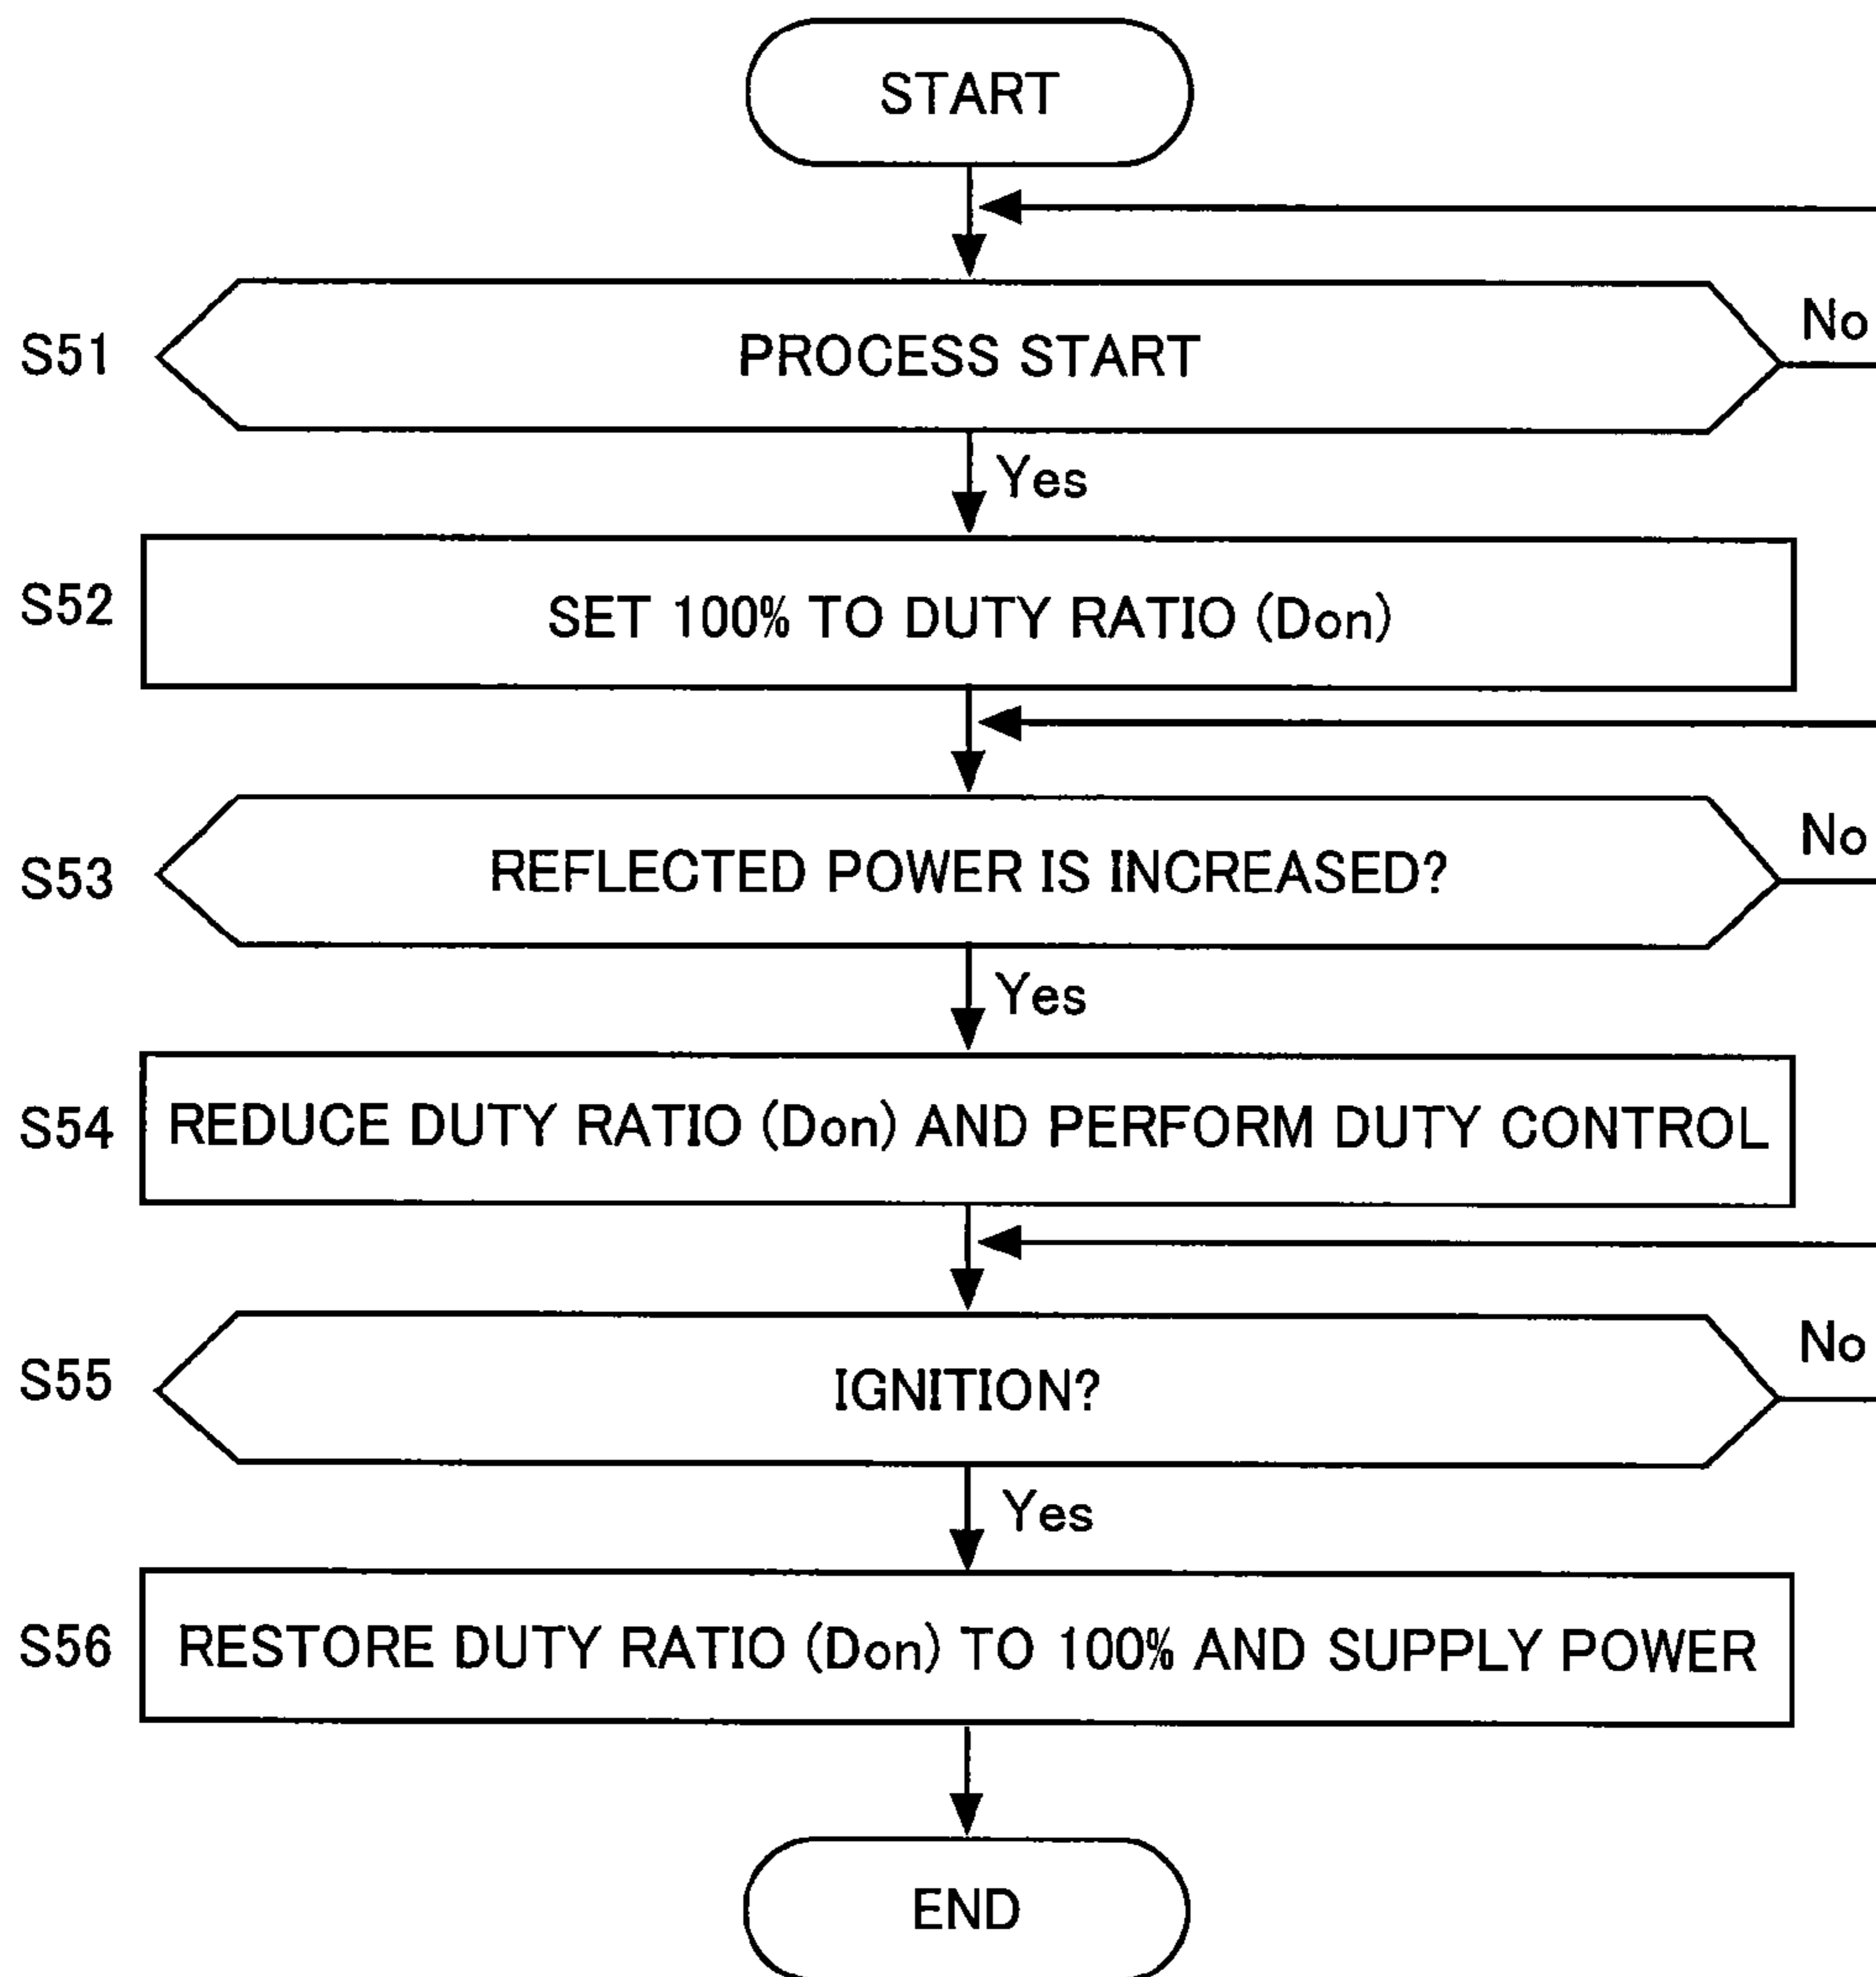 START
No
S51
PROCESS START
Yes
S52
SET 100% TO DUTY RATIO (Don)
No
S53
REFLECTED POWER IS INCREASED?
Yes
S54
REDUCE DUTY RATIO (Don) AND PERFORM DUTY CONTROL
No
S55
IGNITION?
Yes
S56
RESTORE DUTY RATIO (Don) TO 100% AND SUPPLY POWER
END